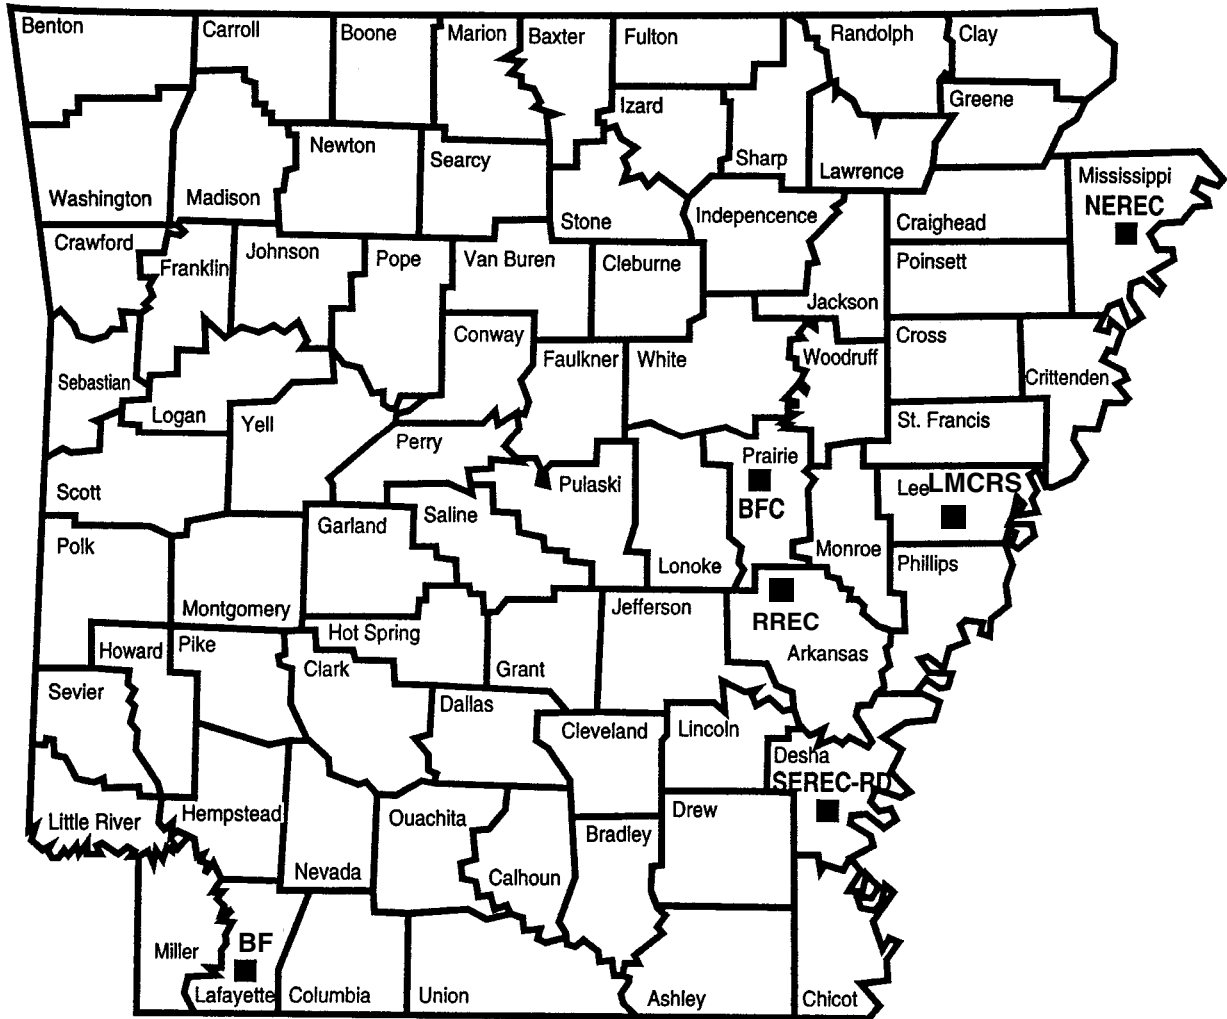 Benton
Carroll
Boone
Marion
Baxter
Fulton
Randolph
Clay
Izard
Greene
Newton
Searcy
Sharp
Lawrence
Mississippi
NEREC
Washington
Madison
Stone
Indepencence
Craighead
Crawford
Franklin
Johnson
Pope
Van Buren
Cleburne
Poinsett
Jackson
Conway
Faulkner
White
Woodruff
Cross
Crittenden
Sebastian
Logan
Yell
Perry
St. Francis
Prairie
BFC
Pulaski
Lee
LMCRS
Scott
Garland
Saline
Polk
Lonoke
Monroe
Phillips
Montgomery
Jefferson
RREC
Arkansas
Howard
Pike
Hot Spring
Clark
Grant
Sevier
Dallas
Cleveland
Lincoln
Desha
SEREC-RD
Little River
Hempstead
Ouachita
Bradley
Drew
Nevada
Calhoun
Miller
BF
Lafayette
Columbia
Union
Ashley
Chicot